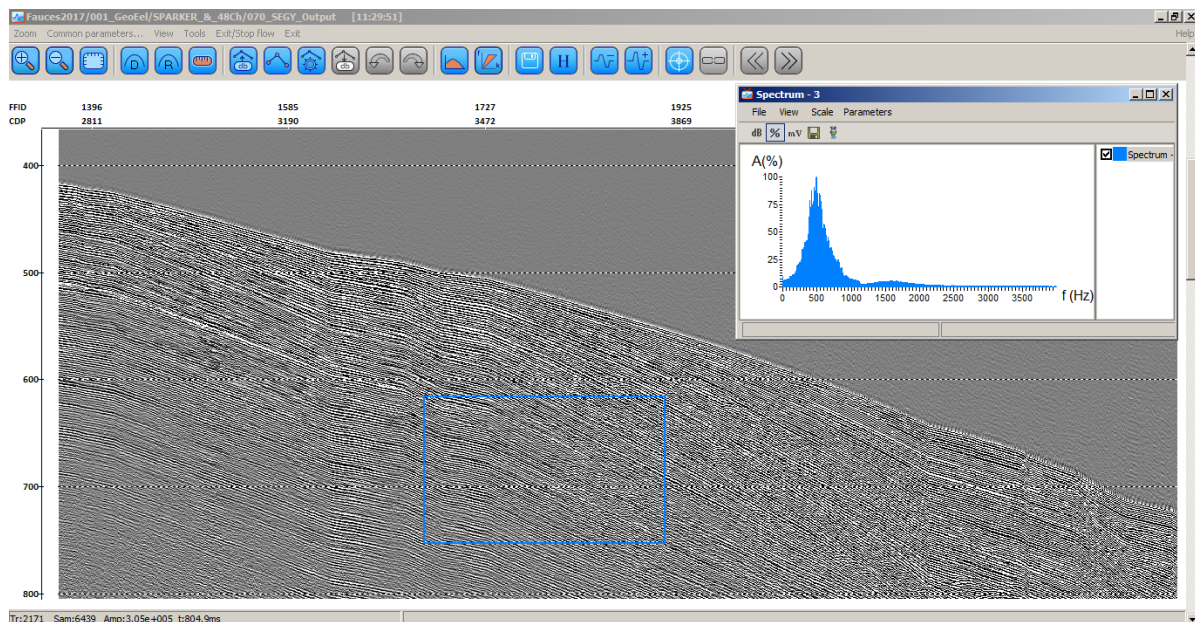 Fauces2017/001_GeoEel/SPARKER_&_48Ch/070_SEGY_Output [11:29:51]
Zoom Common parameters... View Tools Exit/Stop flow Exit Help
D R db db H
FFID 1396 1585 1727 1925
CDP 2811 3190 3472 3869
400
500
600
700
800
Spectrum - 3
File View Scale Parameters
dB % mV
A(%)
100
75
50
25
0
0 500 1000 1500 2000 2500 3000 3500 f (Hz)
Spectrum -
Tr:2171 Sam:6439 Amp:3.05e+005 t:804.9ms